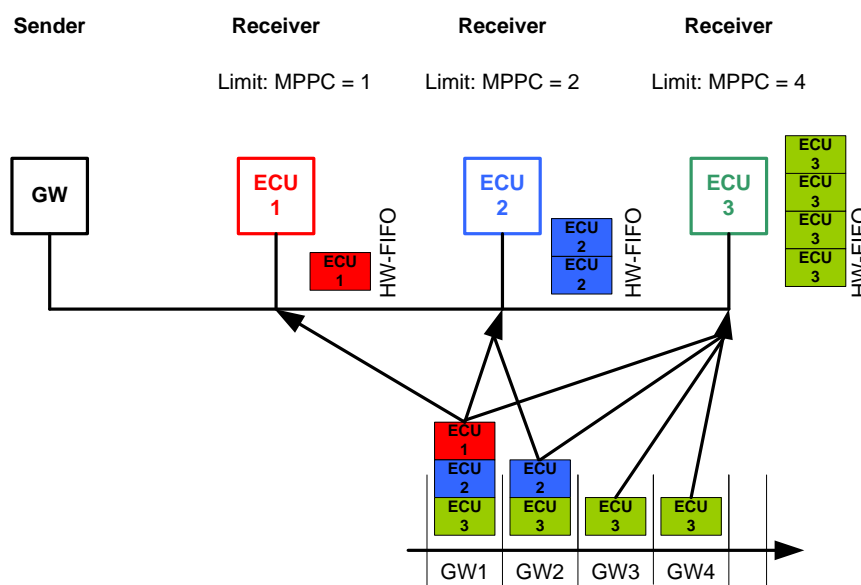 Sender
Receiver
Receiver
Receiver
Limit: MPPC = 1
Limit: MPPC = 2
Limit: MPPC = 4
GW
ECU
1
ECU
1
HW-FIFO
ECU
2
ECU
2
ECU
2
HW-FIFO
ECU
3
ECU
3
ECU
3
ECU
3
ECU
3
HW-FIFO
ECU
1
ECU
2
ECU
3
ECU
2
ECU
3
ECU
3
ECU
3
GW1
GW2
GW3
GW4